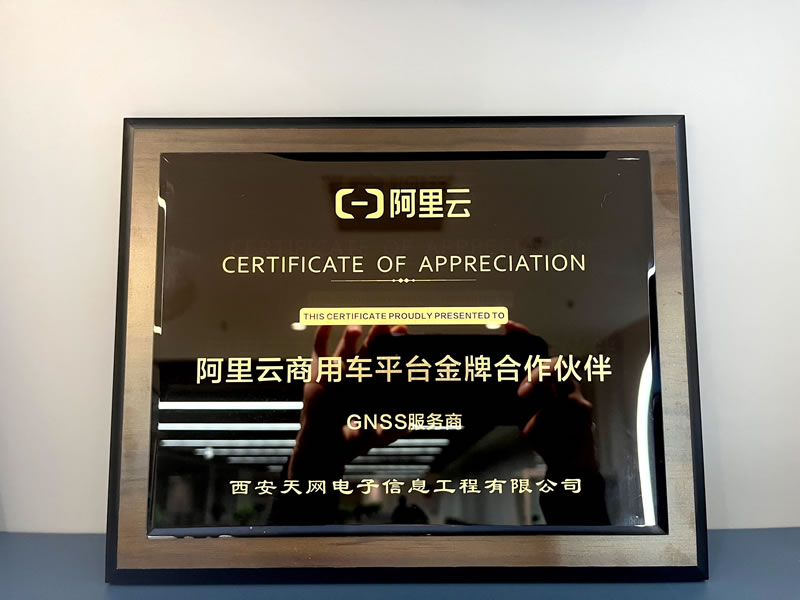 阿里云
CERTIFICATE OF APPRECIATION
THIS CERTIFICATE PROUDLY PRESENTED TO
阿里云商用车平台金牌合作伙伴
GNSS服务商
西安天网电子信息工程有限公司